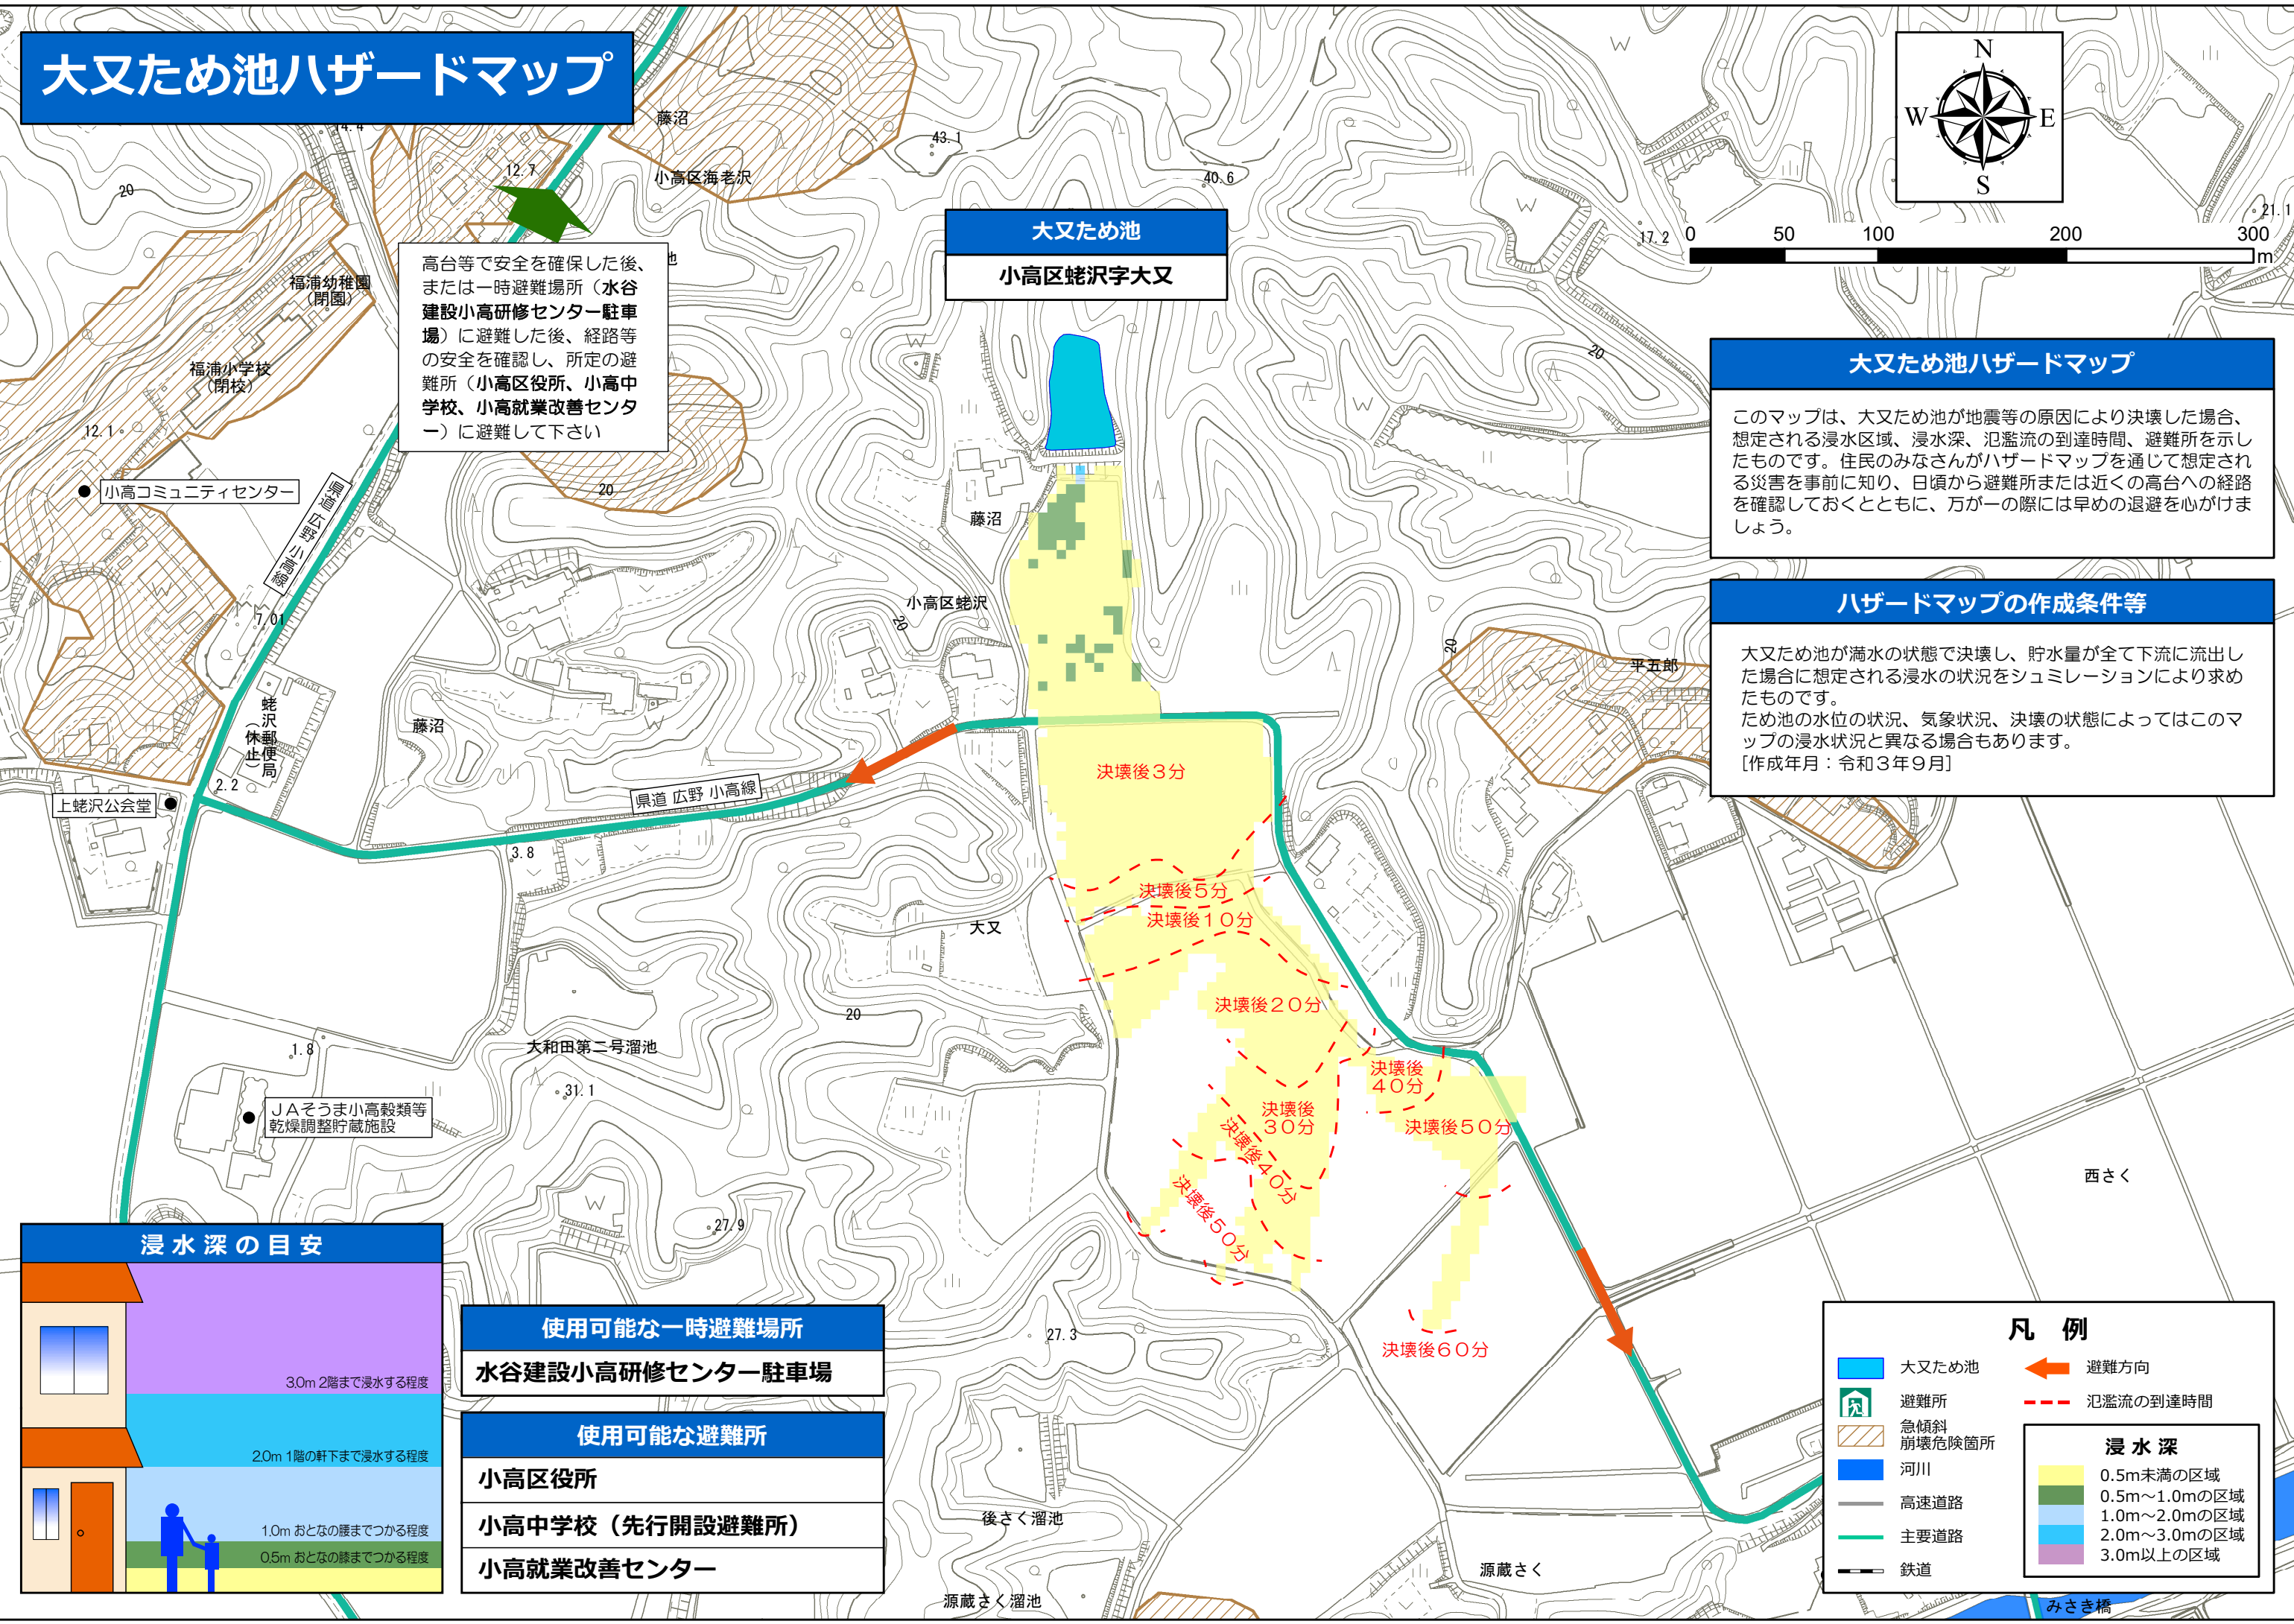 大又ため池ハザードマップ
14.4
藤沼
12.7
小高区海老沢
43.1
40.6
20
N
W
E
S
21.1
17.2
0
50
100
200
300
m
大又ため池
小高区蛯沢字大又
高台等で安全を確保した後、
または一時避難場所（水谷
建設小高研修センター駐車
場）に避難した後、経路等
の安全を確認し、所定の避
難所（小高区役所、小高中
学校、小高就業改善センタ
ー）に避難して下さい
池
福浦幼稚園
（閉園）
福浦小学校
（閉校）
12.1
小高コミュニティセンター
県道 広野 小高線
20
藤沼
20
大又ため池ハザードマップ
このマップは、大又ため池が地震等の原因により決壊した場合、
想定される浸水区域、浸水深、氾濫流の到達時間、避難所を示し
たものです。住民のみなさんがハザードマップを通じて想定され
る災害を事前に知り、日頃から避難所または近くの高台への経路
を確認しておくとともに、万が一の際には早めの退避を心がけま
しょう。
ハザードマップの作成条件等
大又ため池が満水の状態で決壊し、貯水量が全て下流に流出し
た場合に想定される浸水の状況をシュミレーションにより求め
たものです。
ため池の水位の状況、気象状況、決壊の状態によってはこのマ
ップの浸水状況と異なる場合もあります。
[作成年月：令和３年９月]
小高区蛯沢
20
7.01
20
平五郎
蛯沢郵便局
（休止）
藤沼
2.2
上蛯沢公会堂
県道 広野 小高線
3.8
決壊後３分
決壊後５分
決壊後１０分
大又
決壊後２０分
20
大和田第二号溜池
1.8
31.1
ＪＡそうま小高穀類等
乾燥調整貯蔵施設
決壊後
４０分
決壊後
３０分
決壊後５０分
決壊後４０分
決壊後５０分
西さく
27.9
27.3
決壊後６０分
浸水深の目安
3.0m 2階まで浸水する程度
2.0m 1階の軒下まで浸水する程度
1.0m おとなの腰までつかる程度
0.5m おとなの膝までつかる程度
使用可能な一時避難場所
水谷建設小高研修センター駐車場
使用可能な避難所
小高区役所
小高中学校（先行開設避難所）
小高就業改善センター
後さく溜池
源蔵さく溜池
源蔵さく
凡 例
大又ため池
避難方向
避難所
氾濫流の到達時間
急傾斜
崩壊危険箇所
河川
高速道路
主要道路
鉄道
浸 水 深
0.5m未満の区域
0.5m～1.0mの区域
1.0m～2.0mの区域
2.0m～3.0mの区域
3.0m以上の区域
みさき橋